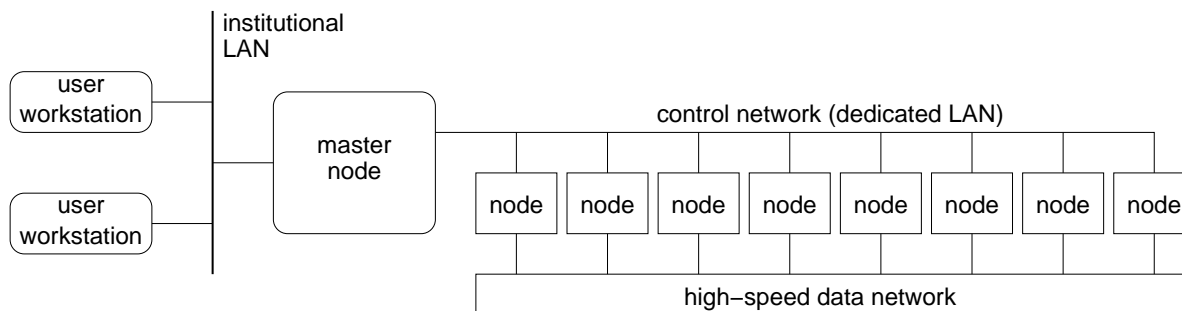 institutional
LAN
user
workstation
control network (dedicated LAN)
master
node
node
node
node
node
node
node
node
node
user
workstation
high−speed data network